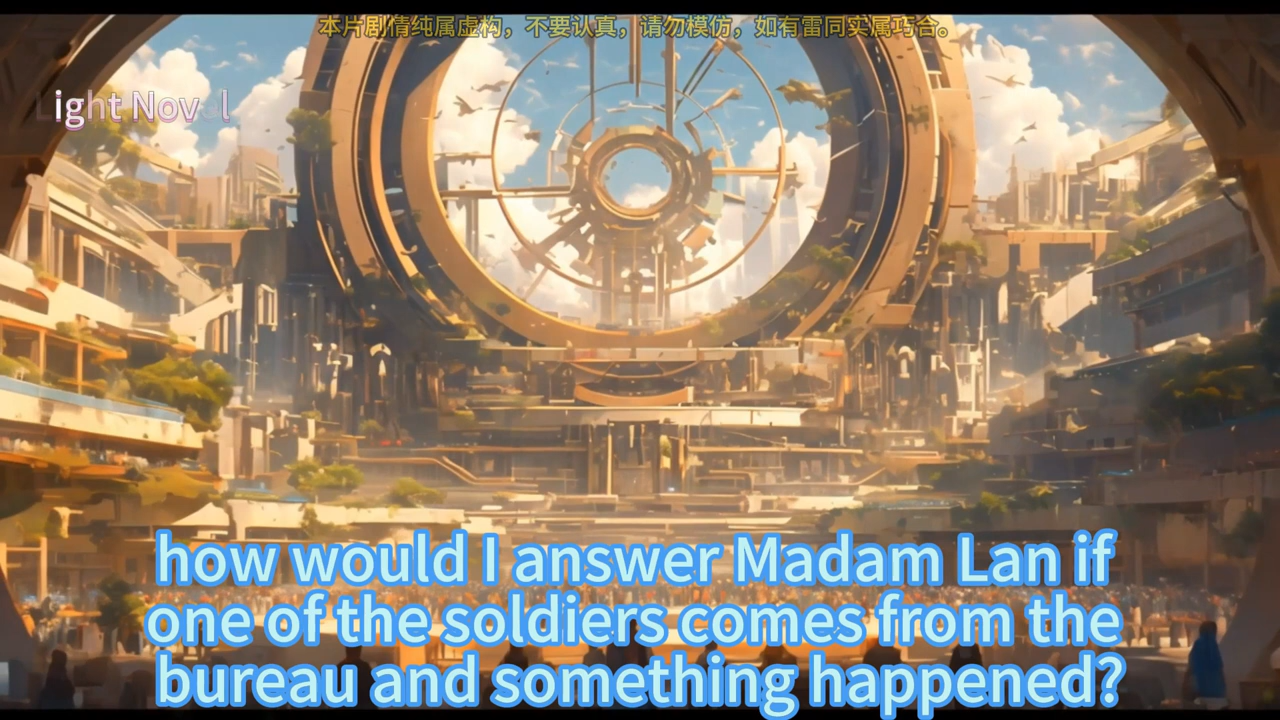 本片剧情纯属虚构，不要认真，请勿模仿，如有雷同实属巧合。
Light Novel
how would I answer Madam Lan if
one of the soldiers comes from the
bureau and something happened?